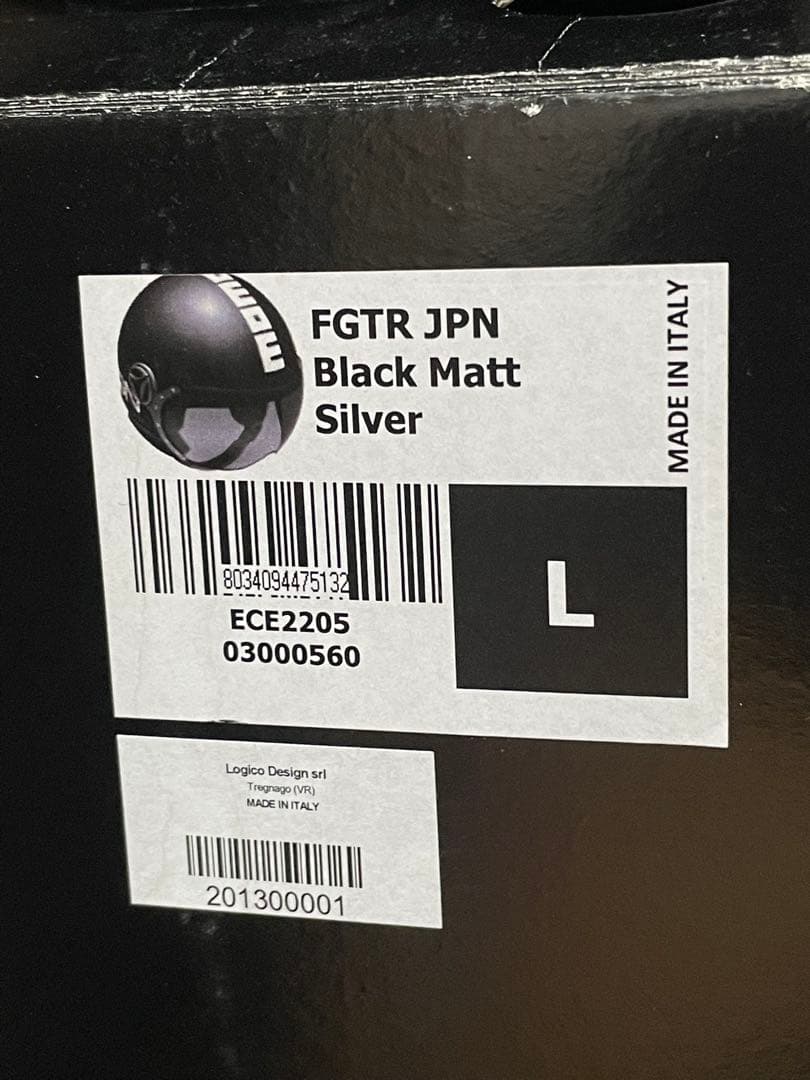 MOMO
FGTR JPN
Black Matt
Silver
MADE IN ITALY
8034094475132
ECE2205
03000560
L
Logico Design srl
Tregnago (VR)
MADE IN ITALY
201300001